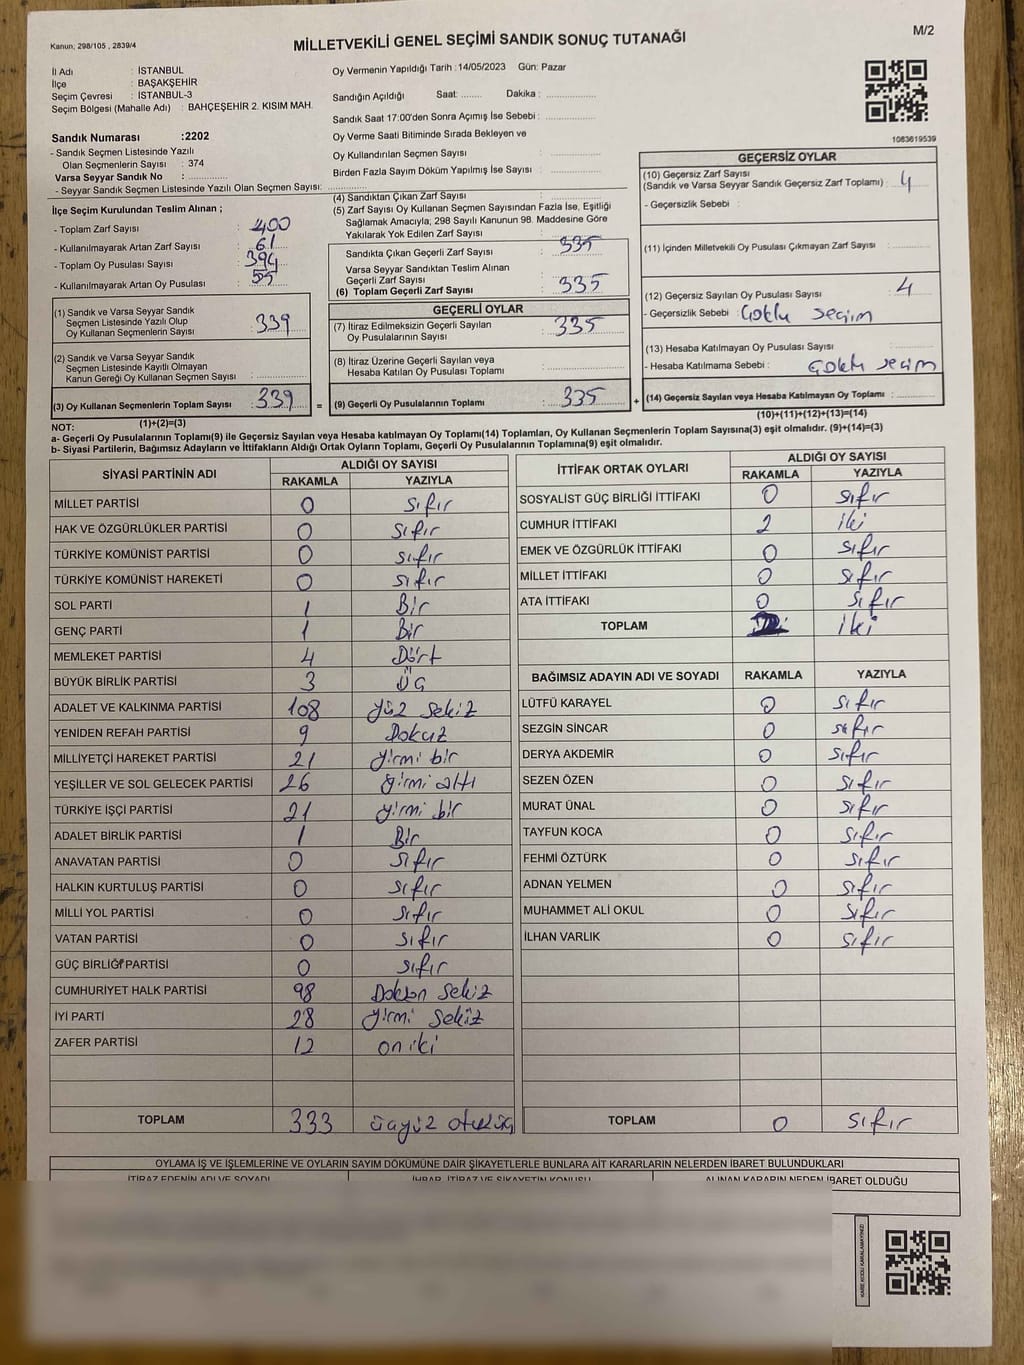 Kanun; 298/105 , 2839/4
MİLLETVEKİLİ GENEL SEÇİMİ SANDIK SONUÇ TUTANAĞI
M/2
İl Adı : İSTANBUL
İlçe : BAŞAKŞEHİR
Seçim Çevresi : İSTANBUL-3
Seçim Bölgesi (Mahalle Adı) : BAHÇEŞEHİR 2. KISIM MAH.
Sandık Numarası :2202
- Sandık Seçmen Listesinde Yazılı
Olan Seçmenlerin Sayısı : 374
Varsa Seyyar Sandık No :
- Seyyar Sandık Seçmen Listesinde Yazılı Olan Seçmen Sayısı:
Oy Vermenin Yapıldığı Tarih :14/05/2023 Gün: Pazar
Sandığın Açıldığı Saat: Dakika :
Sandık Saat 17:00'den Sonra Açımış İse Sebebi :
Oy Verme Saati Bitiminde Sırada Bekleyen ve
Oy Kullandırılan Seçmen Sayısı :
Birden Fazla Sayım Döküm Yapılmış İse Sayısı :
1083619539
İlçe Seçim Kurulundan Teslim Alınan ;
- Toplam Zarf Sayısı : 400
- Kullanılmayarak Artan Zarf Sayısı : 61
- Toplam Oy Pusulası Sayısı : 394
- Kullanılmayarak Artan Oy Pusulası : 55
(1) Sandık ve Varsa Seyyar Sandık
Seçmen Listesinde Yazılı Olup
Oy Kullanan Seçmenlerin Sayısı : 339
(2) Sandık ve Varsa Seyyar Sandık
Seçmen Listesinde Kayıtlı Olmayan
Kanun Gereği Oy Kullanan Seçmen Sayısı :
(3) Oy Kullanan Seçmenlerin Toplam Sayısı : 339
(1)+(2)=(3)
=
(4) Sandıktan Çıkan Zarf Sayısı :
(5) Zarf Sayısı Oy Kullanan Seçmen Sayısından Fazla İse, Eşitliği
Sağlamak Amacıyla; 298 Sayılı Kanunun 98. Maddesine Göre
Yakılarak Yok Edilen Zarf Sayısı :
Sandıkta Çıkan Geçerli Zarf Sayısı : 335
Varsa Seyyar Sandıktan Teslim Alınan
Geçerli Zarf Sayısı :
(6) Toplam Geçerli Zarf Sayısı : 335
GEÇERLİ OYLAR
(7) İtiraz Edilmeksizin Geçerli Sayılan
Oy Pusulalarının Sayısı : 335
(8) İtiraz Üzerine Geçerli Sayılan veya
Hesaba Katılan Oy Pusulası Toplamı :
(9) Geçerli Oy Pusulalarının Toplamı : 335
+
GEÇERSİZ OYLAR
(10) Geçersiz Zarf Sayısı
(Sandık ve Varsa Seyyar Sandık Geçersiz Zarf Toplamı) : 4
- Geçersizlik Sebebi :
(11) İçinden Milletvekili Oy Pusulası Çıkmayan Zarf Sayısı :
(12) Geçersiz Sayılan Oy Pusulası Sayısı : 4
- Geçersizlik Sebebi : Çoklu seçim
(13) Hesaba Katılmayan Oy Pusulası Sayısı :
- Hesaba Katılmama Sebebi : Çoklu seçim
(14) Geçersiz Sayılan veya Hesaba Katılmayan Oy Toplamı :
(10)+(11)+(12)+(13)=(14)
NOT:
a- Geçerli Oy Pusulalarının Toplamı(9) ile Geçersiz Sayılan veya Hesaba katılmayan Oy Toplamı(14) Toplamları, Oy Kullanan Seçmenlerin Toplam Sayısına(3) eşit olmalıdır. (9)+(14)=(3)
b- Siyasi Partilerin, Bağımsız Adayların ve İttifakların Aldığı Ortak Oyların Toplamı, Geçerli Oy Pusulalarının Toplamına(9) eşit olmalıdır.
SİYASİ PARTİNİN ADI ALDIĞI OY SAYISI
RAKAMLA YAZIYLA
MİLLET PARTİSİ 0 sıfır
HAK VE ÖZGÜRLÜKLER PARTİSİ 0 sıfır
TÜRKİYE KOMÜNİST PARTİSİ 0 sıfır
TÜRKİYE KOMÜNİST HAREKETİ 0 sıfır
SOL PARTİ 1 Bir
GENÇ PARTİ 1 Bir
MEMLEKET PARTİSİ 4 Dört
BÜYÜK BİRLİK PARTİSİ 3 üç
ADALET VE KALKINMA PARTİSİ 108 yüz sekiz
YENİDEN REFAH PARTİSİ 9 Dokuz
MİLLİYETÇİ HAREKET PARTİSİ 21 yirmi bir
YEŞİLLER VE SOL GELECEK PARTİSİ 26 yirmi altı
TÜRKİYE İŞÇİ PARTİSİ 21 yirmi bir
ADALET BİRLİK PARTİSİ 1 Bir
ANAVATAN PARTİSİ 0 sıfır
HALKIN KURTULUŞ PARTİSİ 0 sıfır
MİLLİ YOL PARTİSİ 0 sıfır
VATAN PARTİSİ 0 sıfır
GÜÇ BİRLİĞİ PARTİSİ 0 sıfır
CUMHURİYET HALK PARTİSİ 98 Doksan sekiz
İYİ PARTİ 28 yirmi sekiz
ZAFER PARTİSİ 12 on iki
TOPLAM 333 üçyüz otuzüç
İTTİFAK ORTAK OYLARI ALDIĞI OY SAYISI
RAKAMLA YAZIYLA
SOSYALİST GÜÇ BİRLİĞİ İTTİFAKI 0 sıfır
CUMHUR İTTİFAKI 2 iki
EMEK VE ÖZGÜRLÜK İTTİFAKI 0 sıfır
MİLLET İTTİFAKI 0 sıfır
ATA İTTİFAKI 0 sıfır
TOPLAM iki
BAĞIMSIZ ADAYIN ADI VE SOYADI RAKAMLA YAZIYLA
LÜTFÜ KARAYEL 0 sıfır
SEZGİN SİNCAR 0 sıfır
DERYA AKDEMİR 0 sıfır
SEZEN ÖZEN 0 sıfır
MURAT ÜNAL 0 sıfır
TAYFUN KOCA 0 sıfır
FEHMİ ÖZTÜRK 0 sıfır
ADNAN YELMEN 0 sıfır
MUHAMMET ALİ OKUL 0 sıfır
İLHAN VARLIK 0 sıfır
TOPLAM 0 sıfır
OYLAMA İŞ VE İŞLEMLERİNE VE OYLARIN SAYIM DÖKÜMÜNE DAİR ŞİKAYETLERLE BUNLARA AİT KARARLARIN NELERDEN İBARET BULUNDUKLARI
İTİRAZ EDENİN ADI VE SOYADI İHBAR, İTİRAZ VE ŞİKAYETİN KONUSU ALINAN KARARIN NEDEN İBARET OLDUĞU
KARE KODU KARALAMAYINIZ!